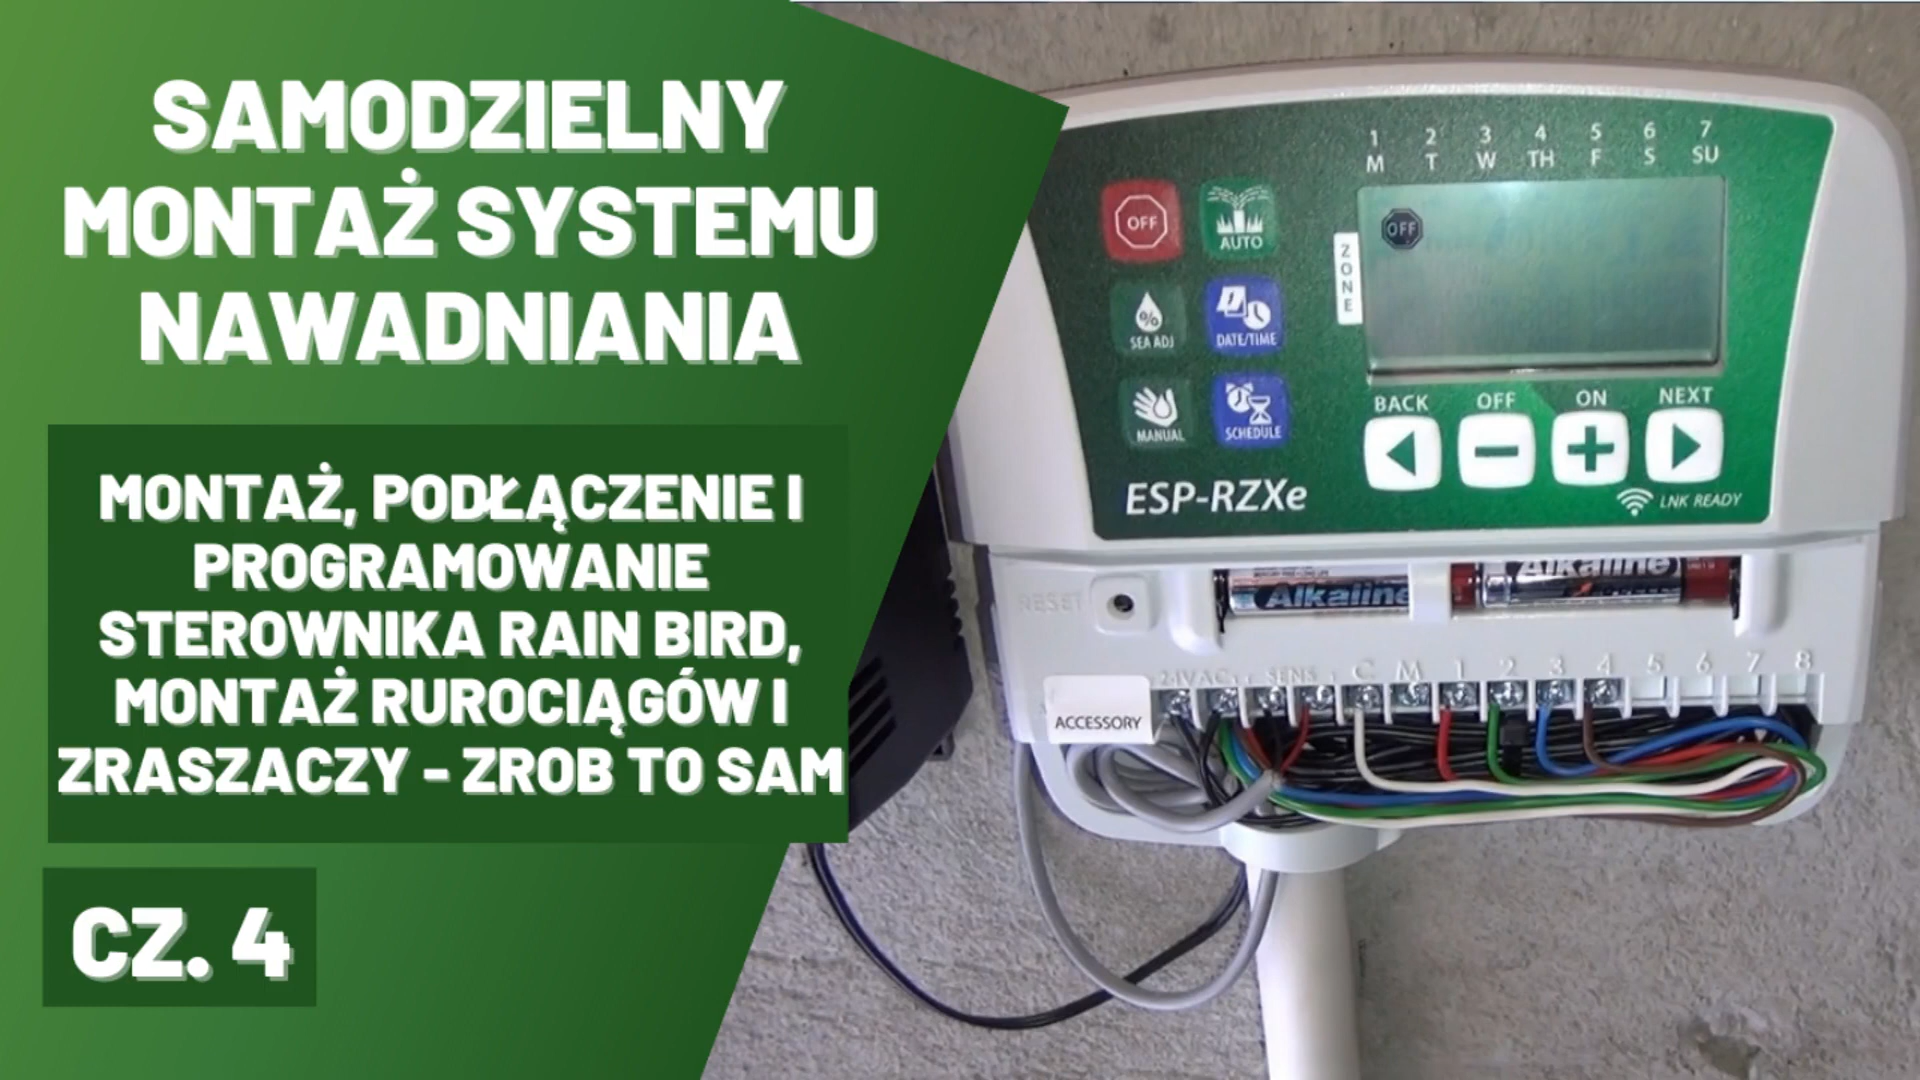 SAMODZIELNY
MONTAŻ SYSTEMU
NAWADNIANIA
MONTAŻ, PODŁĄCZENIE I
PROGRAMOWANIE
STEROWNIKA RAIN BIRD,
MONTAŻ RUROCIĄGÓW I
ZRASZACZY - ZROB TO SAM
CZ. 4
1 2 3 4 5 6 7
M T W TH F S SU
OFF
AUTO
OFF
ZONE
SEA ADJ
DATE/TIME
MANUAL
SCHEDULE
BACK OFF ON NEXT
ESP-RZXe
LNK READY
RESET
Alkaline
Alkaline
24VAC SENS C M 1 2 3 4 5 6 7 8
ACCESSORY